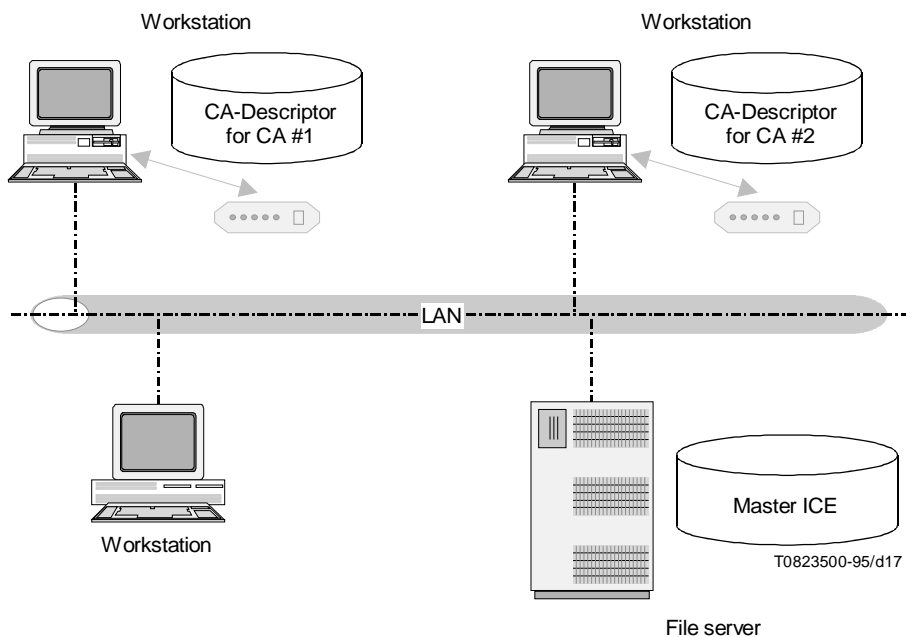 Workstation
Workstation
CA-Descriptor
for CA #1
CA-Descriptor
for CA #2
LAN
Workstation
Master ICE
T0823500-95/d17
File server